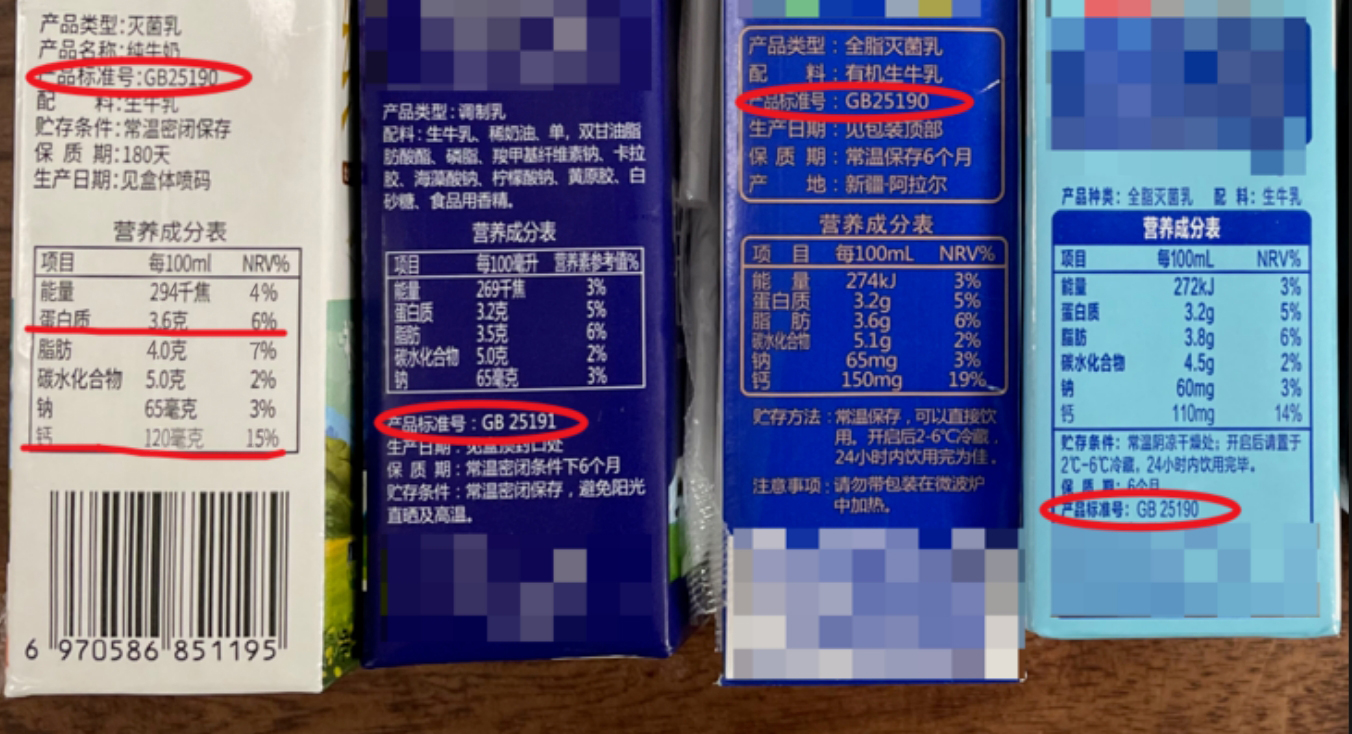 产品类型:灭菌乳
产品名称:纯牛奶
产品标准号:GB25190
配 料:生牛乳
贮存条件:常温密闭保存
保 质 期:180天
生产日期:见盒体喷码
营养成分表
项目 每100ml NRV%
能量 294千焦 4%
蛋白质 3.6克 6%
脂肪 4.0克 7%
碳水化合物 5.0克 2%
钠 65毫克 3%
钙 120毫克 15%
6 970586 851195
产品类型:调制乳
配料:生牛乳、稀奶油、单,双甘油脂
肪酸酯、磷脂、羧甲基纤维素钠、卡拉
胶、海藻酸钠、柠檬酸钠、黄原胶、白
砂糖、食品用香精。
营养成分表
项目 每100毫升 营养素参考值%
能量 269千焦 3%
蛋白质 3.2克 5%
脂肪 3.5克 6%
碳水化合物 5.0克 2%
钠 65毫克 3%
产品标准号:GB 25191
生产日期:见盒顶封口处
保 质 期:常温密闭条件下6个月
贮存条件:常温密闭保存,避免阳光
直晒及高温。
产品类型:全脂灭菌乳
配 料:有机生牛乳
产品标准号:GB25190
生产日期:见包装顶部
保 质 期:常温保存6个月
产 地:新疆·阿拉尔
营养成分表
项 目 每100mL NRV%
能 量 274kJ 3%
蛋白质 3.2g 5%
脂 肪 3.6g 6%
碳水化合物 5.1g 2%
钠 65mg 3%
钙 150mg 19%
贮存方法:常温保存,可以直接饮
用。开启后2-6℃冷藏,
24小时内饮用完为佳。
注意事项:请勿带包装在微波炉
中加热。
产品种类:全脂灭菌乳 配 料:生牛乳
营养成分表
项目 每100mL NRV%
能量 272kJ 3%
蛋白质 3.2g 5%
脂肪 3.8g 6%
碳水化合物 4.5g 2%
钠 60mg 3%
钙 110mg 14%
贮存条件:常温阴凉干燥处;开启后请置于
2℃-6℃冷藏,24小时内饮用完毕。
保 质 期:6个月
产品标准号:GB 25190